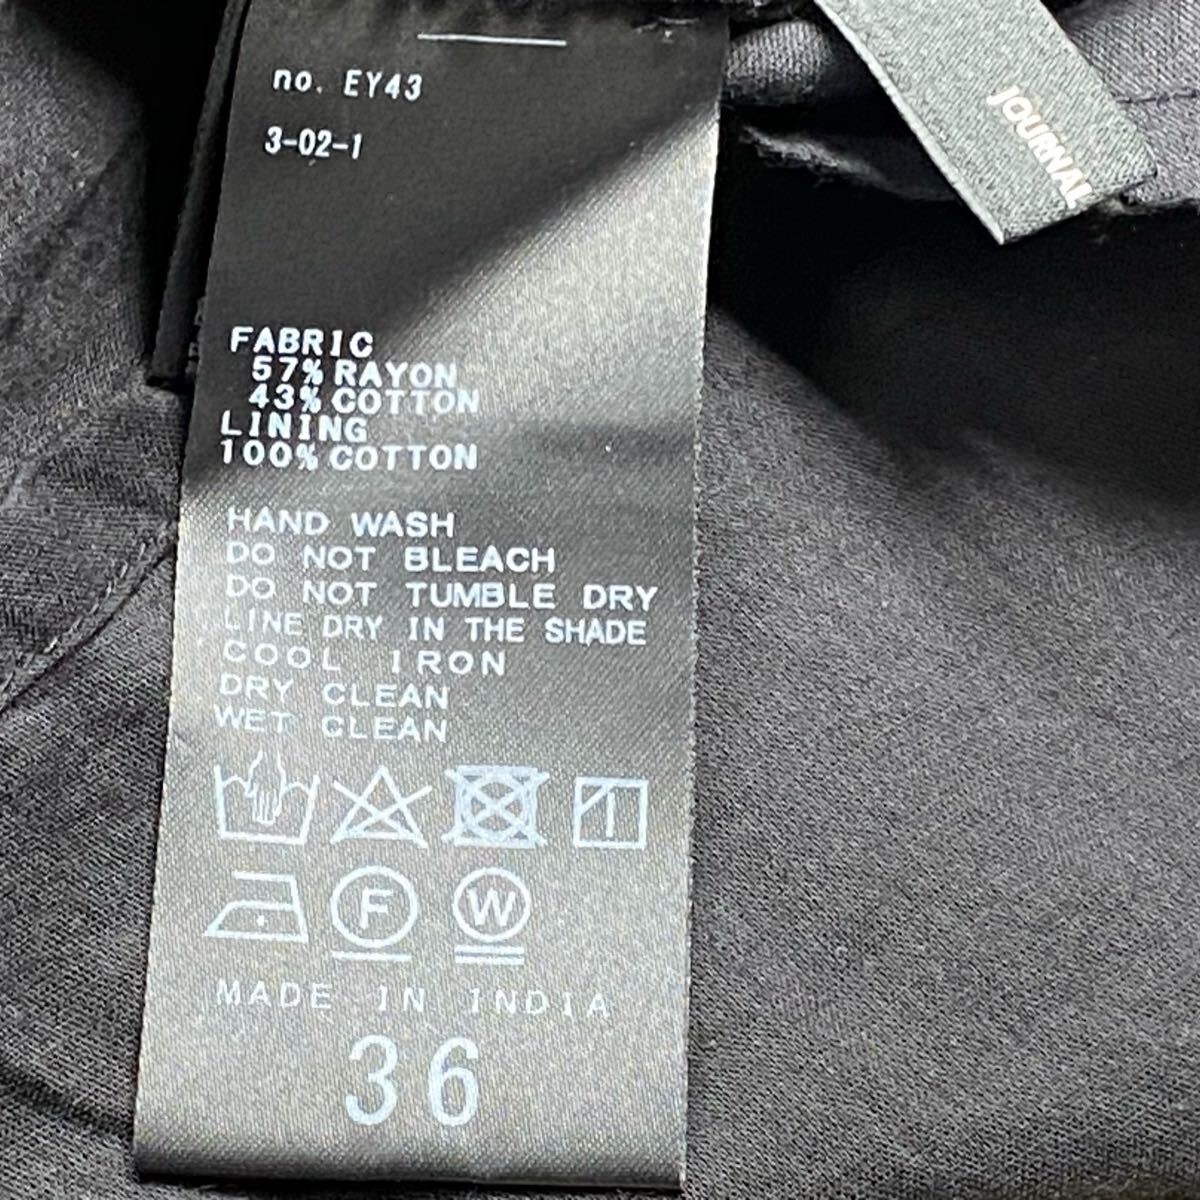 no. EY43
3-02-1
JOURNAL
FABRIC
57% RAYON
43% COTTON
LINING
100% COTTON
HAND WASH
DO NOT BLEACH
DO NOT TUMBLE DRY
LINE DRY IN THE SHADE
COOL IRON
DRY CLEAN
WET CLEAN
F
W
MADE IN INDIA
36